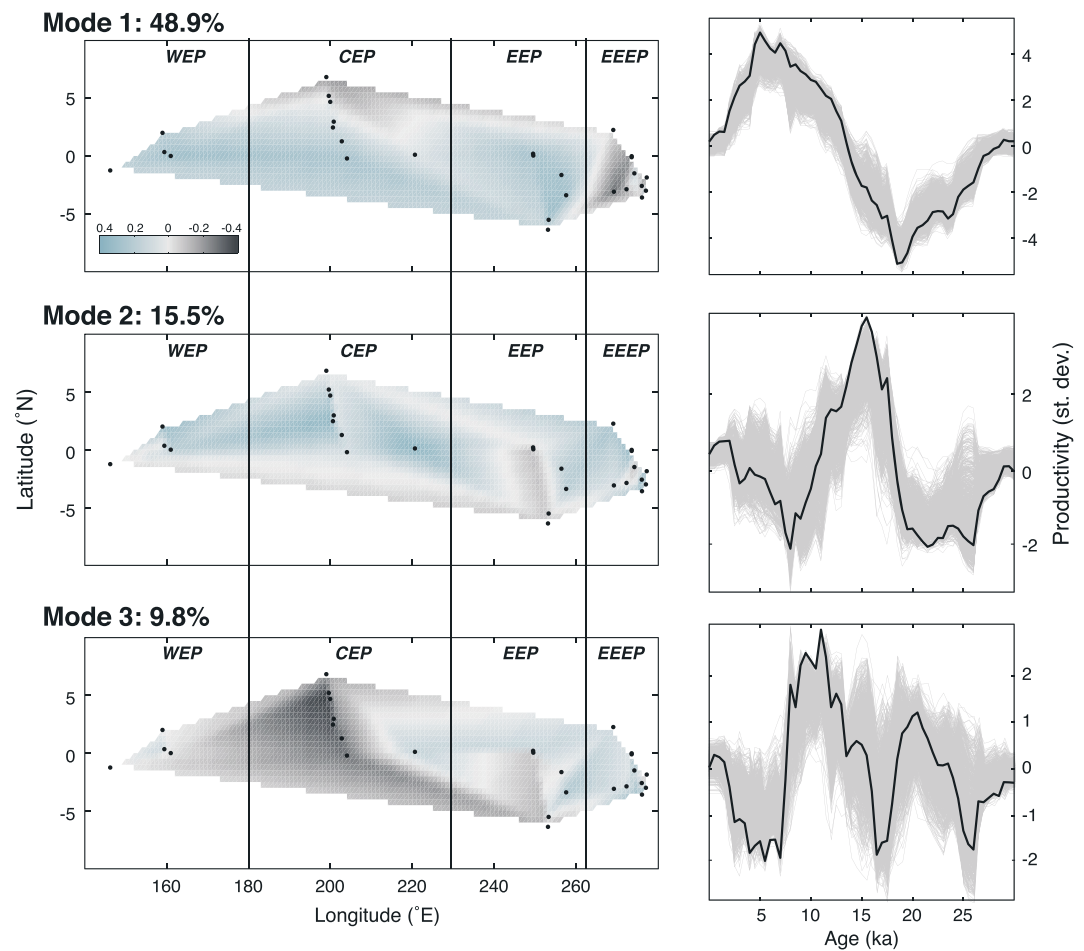 Mode 1: 48.9%
WEP CEP EEP EEEP
5
0
-5
0.4 0.2 0 -0.2 -0.4
4
2
0
-2
-4
Mode 2: 15.5%
WEP CEP EEP EEEP
5
0
-5
2
0
-2
Mode 3: 9.8%
WEP CEP EEP EEEP
5
0
-5
160 180 200 220 240 260
Longitude (˚E)
Latitude (˚N)
2
1
0
-1
-2
5 10 15 20 25
Age (ka)
Productivity (st. dev.)